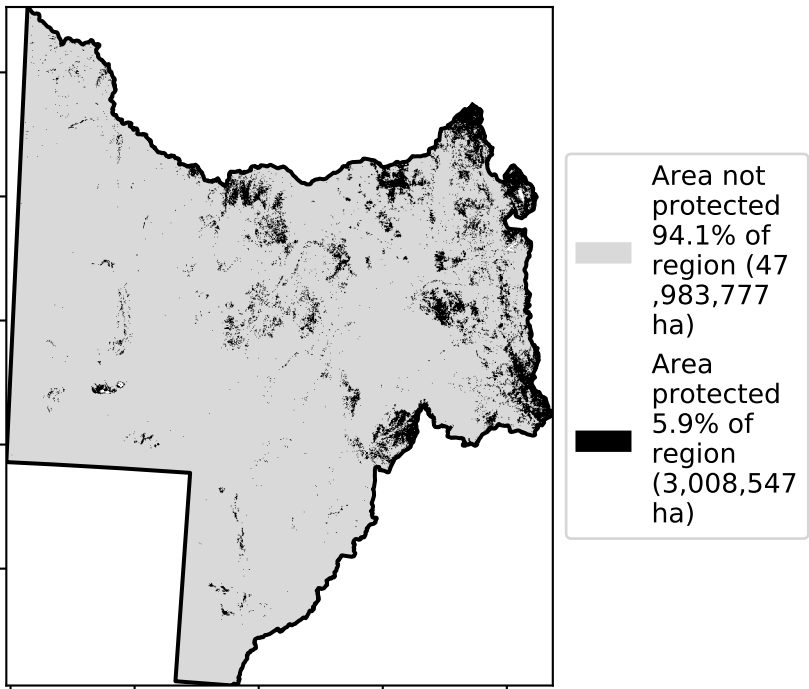 Area not
protected
94.1% of
region (47
,983,777
ha)
Area
protected
5.9% of
region
(3,008,547
ha)